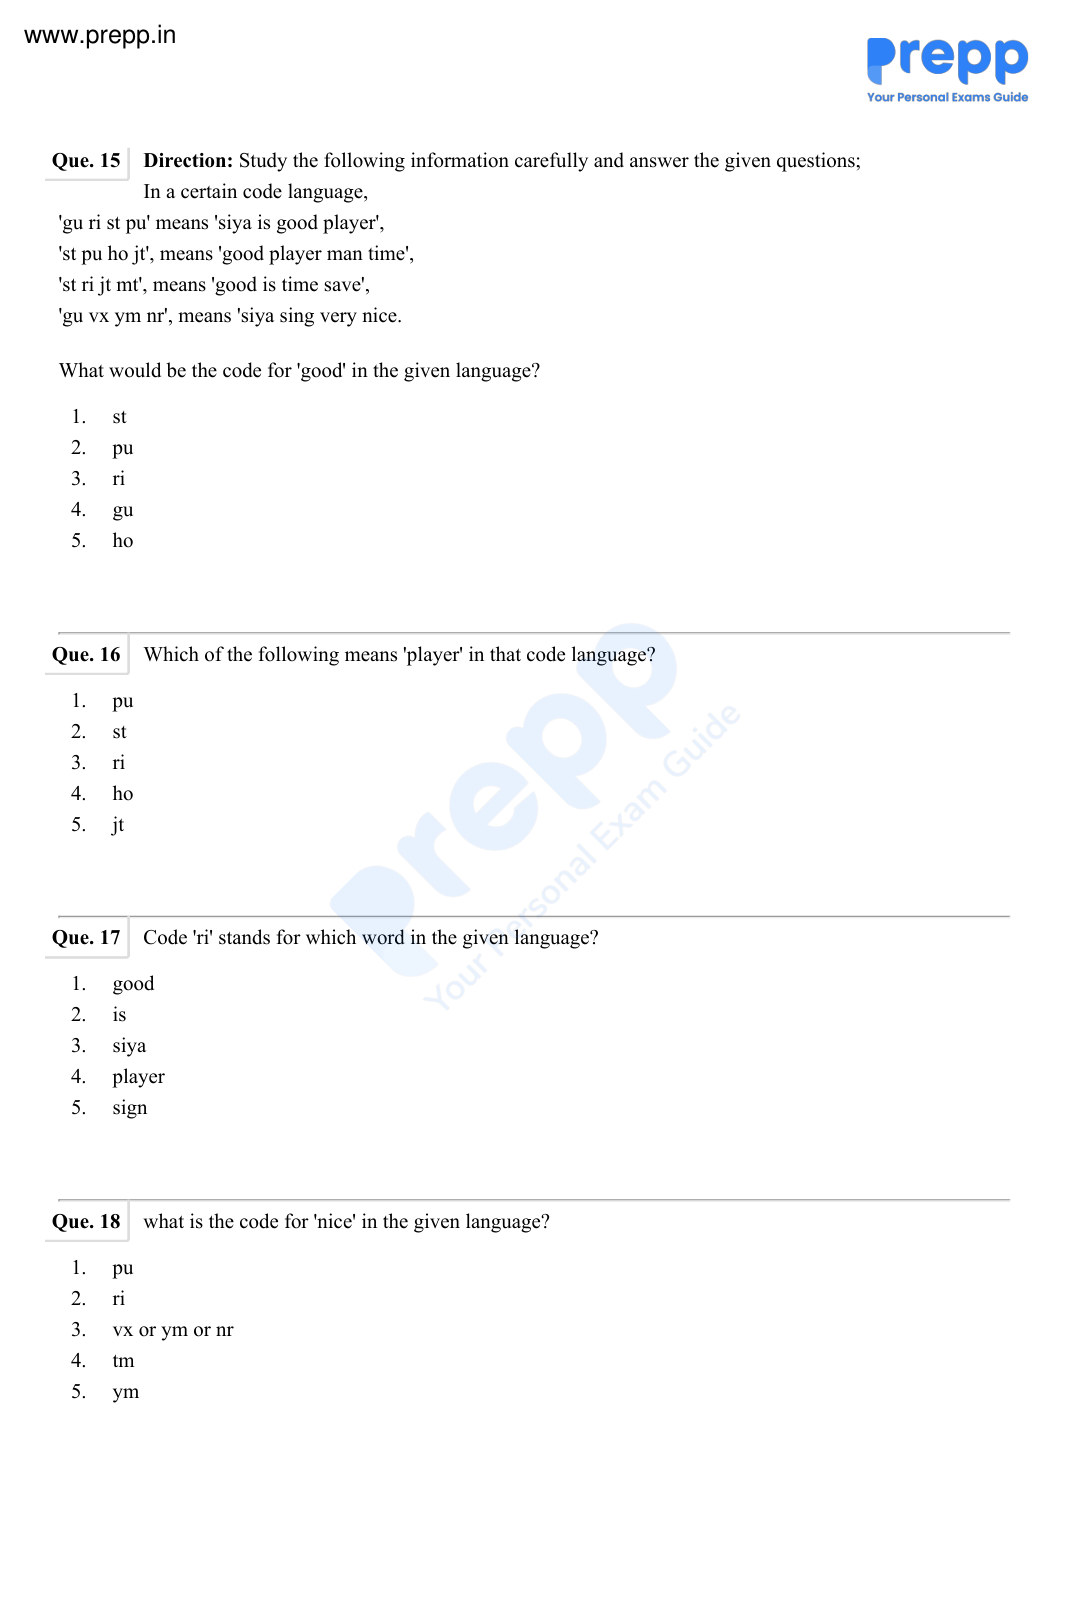 www.prepp.in
prepp
Your Personal Exams Guide
Que. 15 Direction: Study the following information carefully and answer the given questions;
In a certain code language,
'gu ri st pu' means 'siya is good player',
'st pu ho jt', means 'good player man time',
'st ri jt mt', means 'good is time save',
'gu vx ym nr', means 'siya sing very nice.
What would be the code for 'good' in the given language?
1. st
2. pu
3. ri
4. gu
5. ho
Que. 16 Which of the following means 'player' in that code language?
1. pu
2. st
3. ri
4. ho
5. jt
prepp
Your Personal Exam Guide
Que. 17 Code 'ri' stands for which word in the given language?
1. good
2. is
3. siya
4. player
5. sign
Que. 18 what is the code for 'nice' in the given language?
1. pu
2. ri
3. vx or ym or nr
4. tm
5. ym